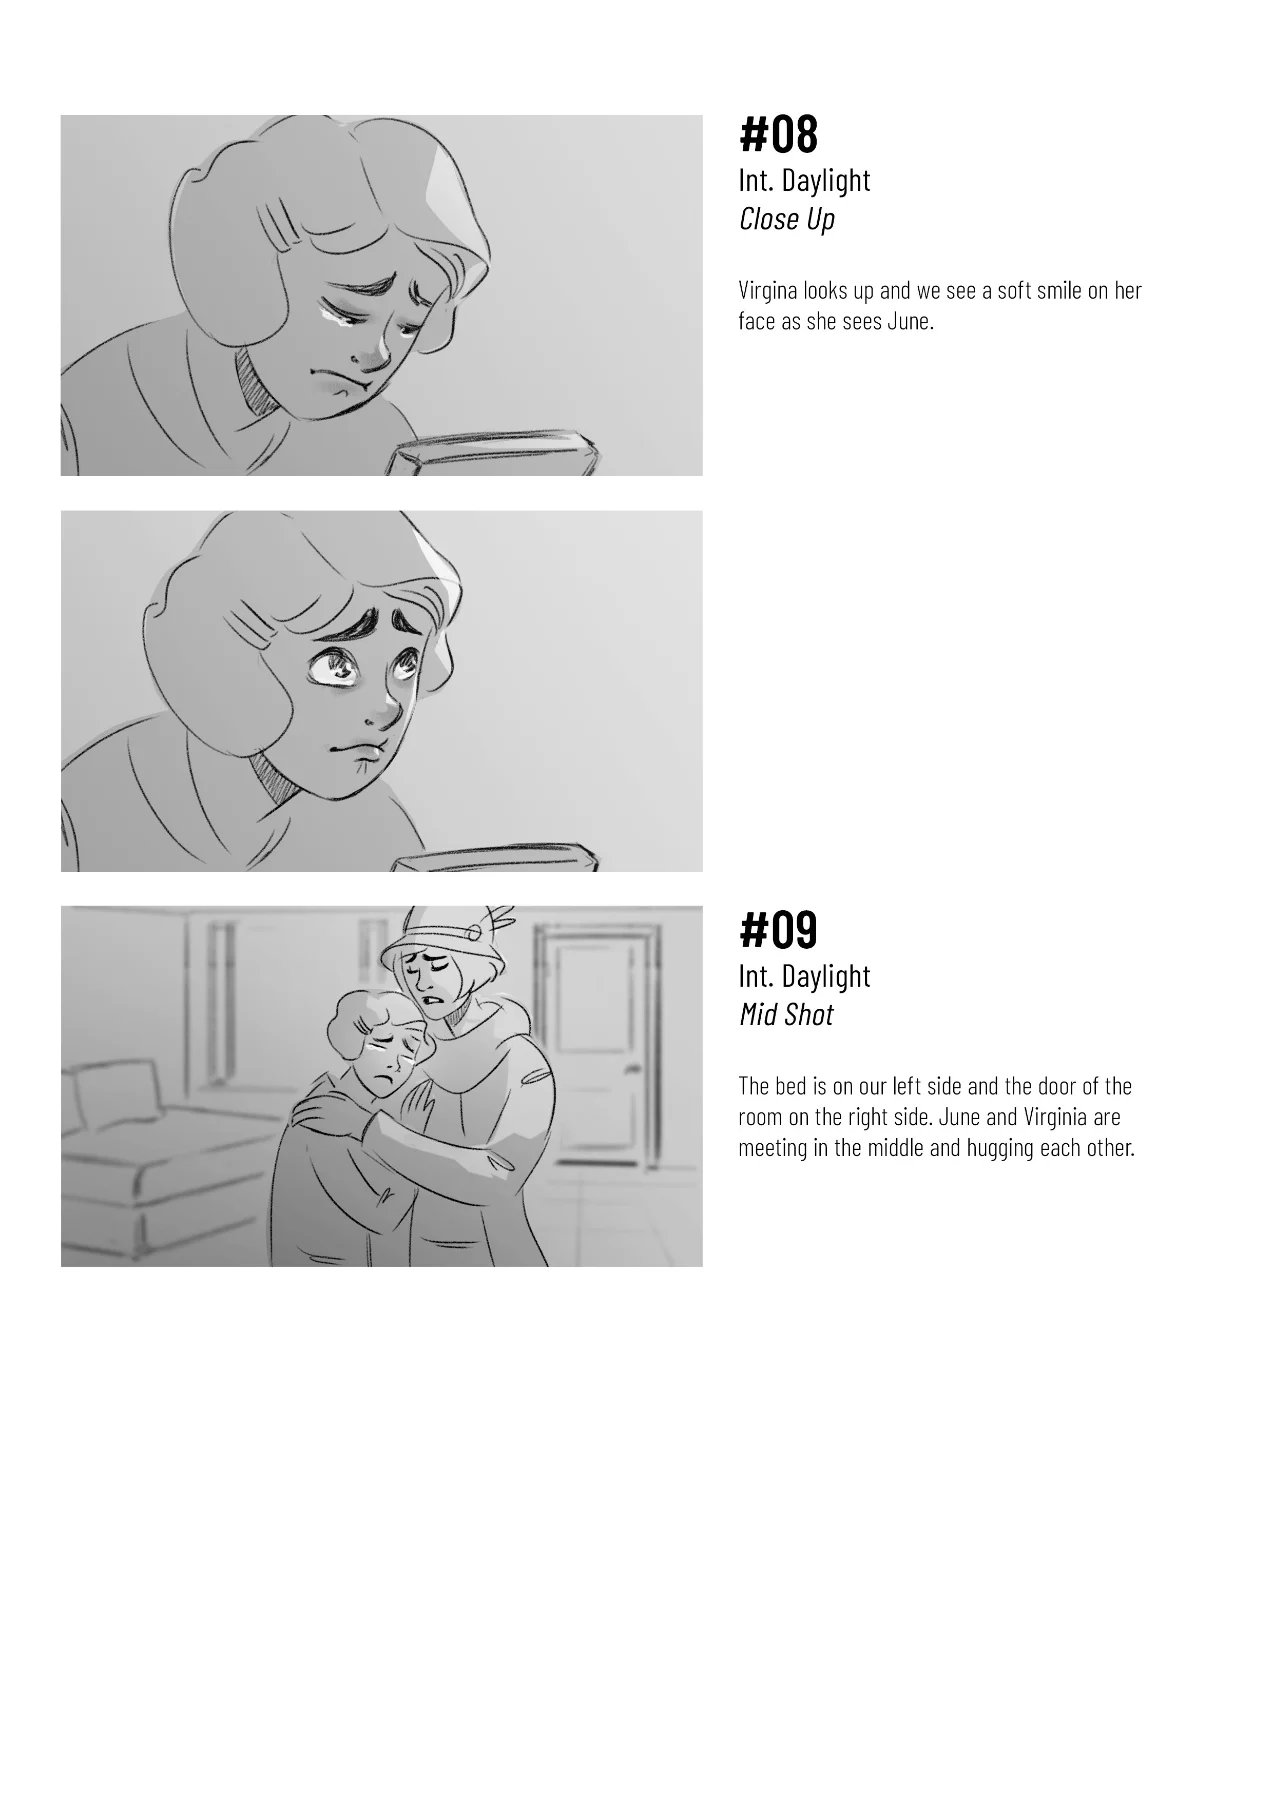 #08
Int. Daylight
Close Up
Virgina looks up and we see a soft smile on her
face as she sees June.
#09
Int. Daylight
Mid Shot
The bed is on our left side and the door of the
room on the right side. June and Virginia are
meeting in the middle and hugging each other.